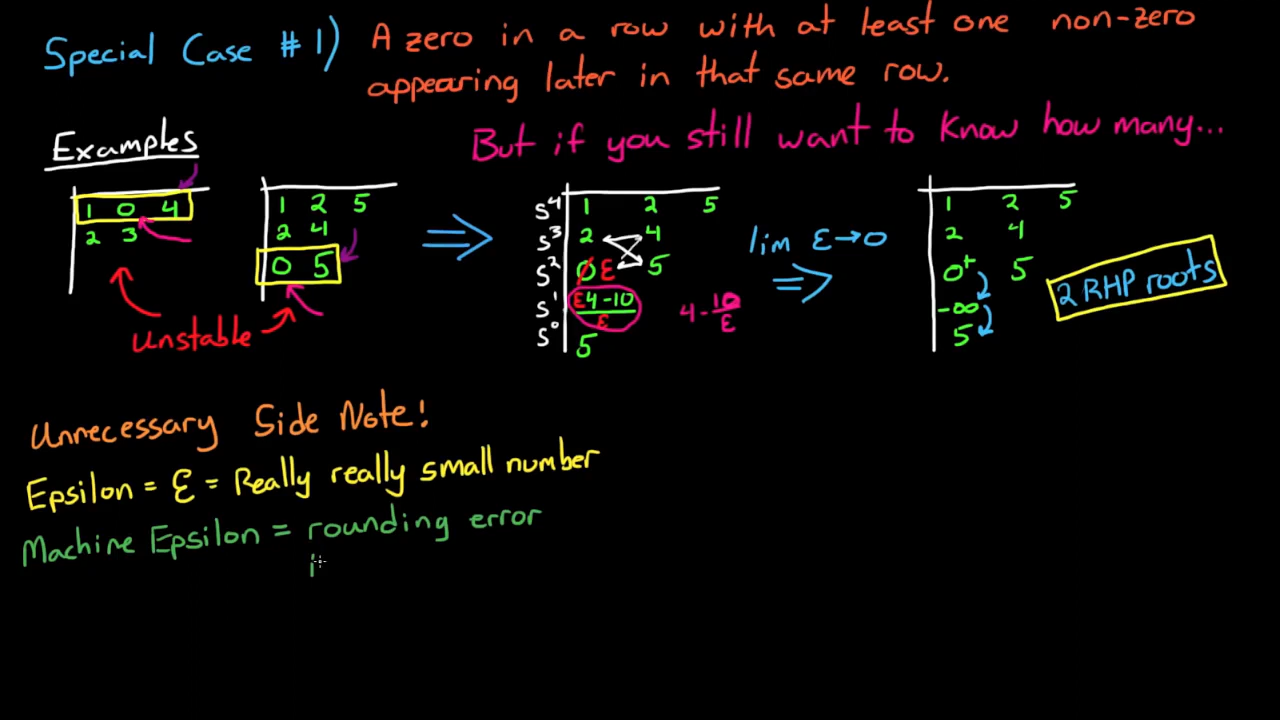 Special Case #1) A zero in a row with at least one non-zero
appearing later in that same row.
Examples
But if you still want to know how many...
1 0 4
2 3
1 2 5
2 4
0 5
unstable
⇒
S⁴ 1 2 5
S³ 2 4
S² 0 ε 5
S¹ ε4-10
ε
S⁰ 5
4-10/ε
lim ε→0
⇒
1 2 5
2 4
0⁺ 5
-∞
5
2 RHP roots
Unnecessary Side Note!
Epsilon = ε = Really really small number
Machine Epsilon = rounding error
i